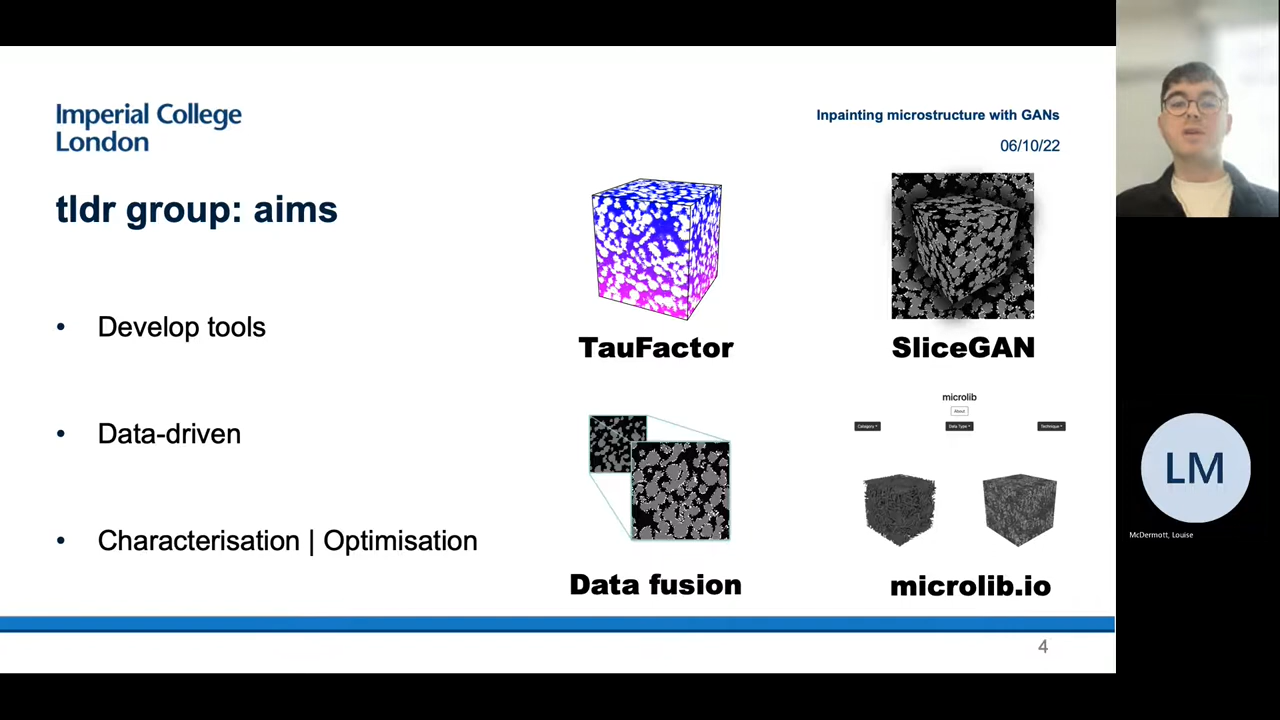 Imperial College
London
Inpainting microstructure with GANs
06/10/22
tldr group: aims
• Develop tools
• Data-driven
• Characterisation | Optimisation
TauFactor
SliceGAN
microlib
About
Category
Data Type
Technique
Data fusion
microlib.io
4
LM
McDermott, Louise